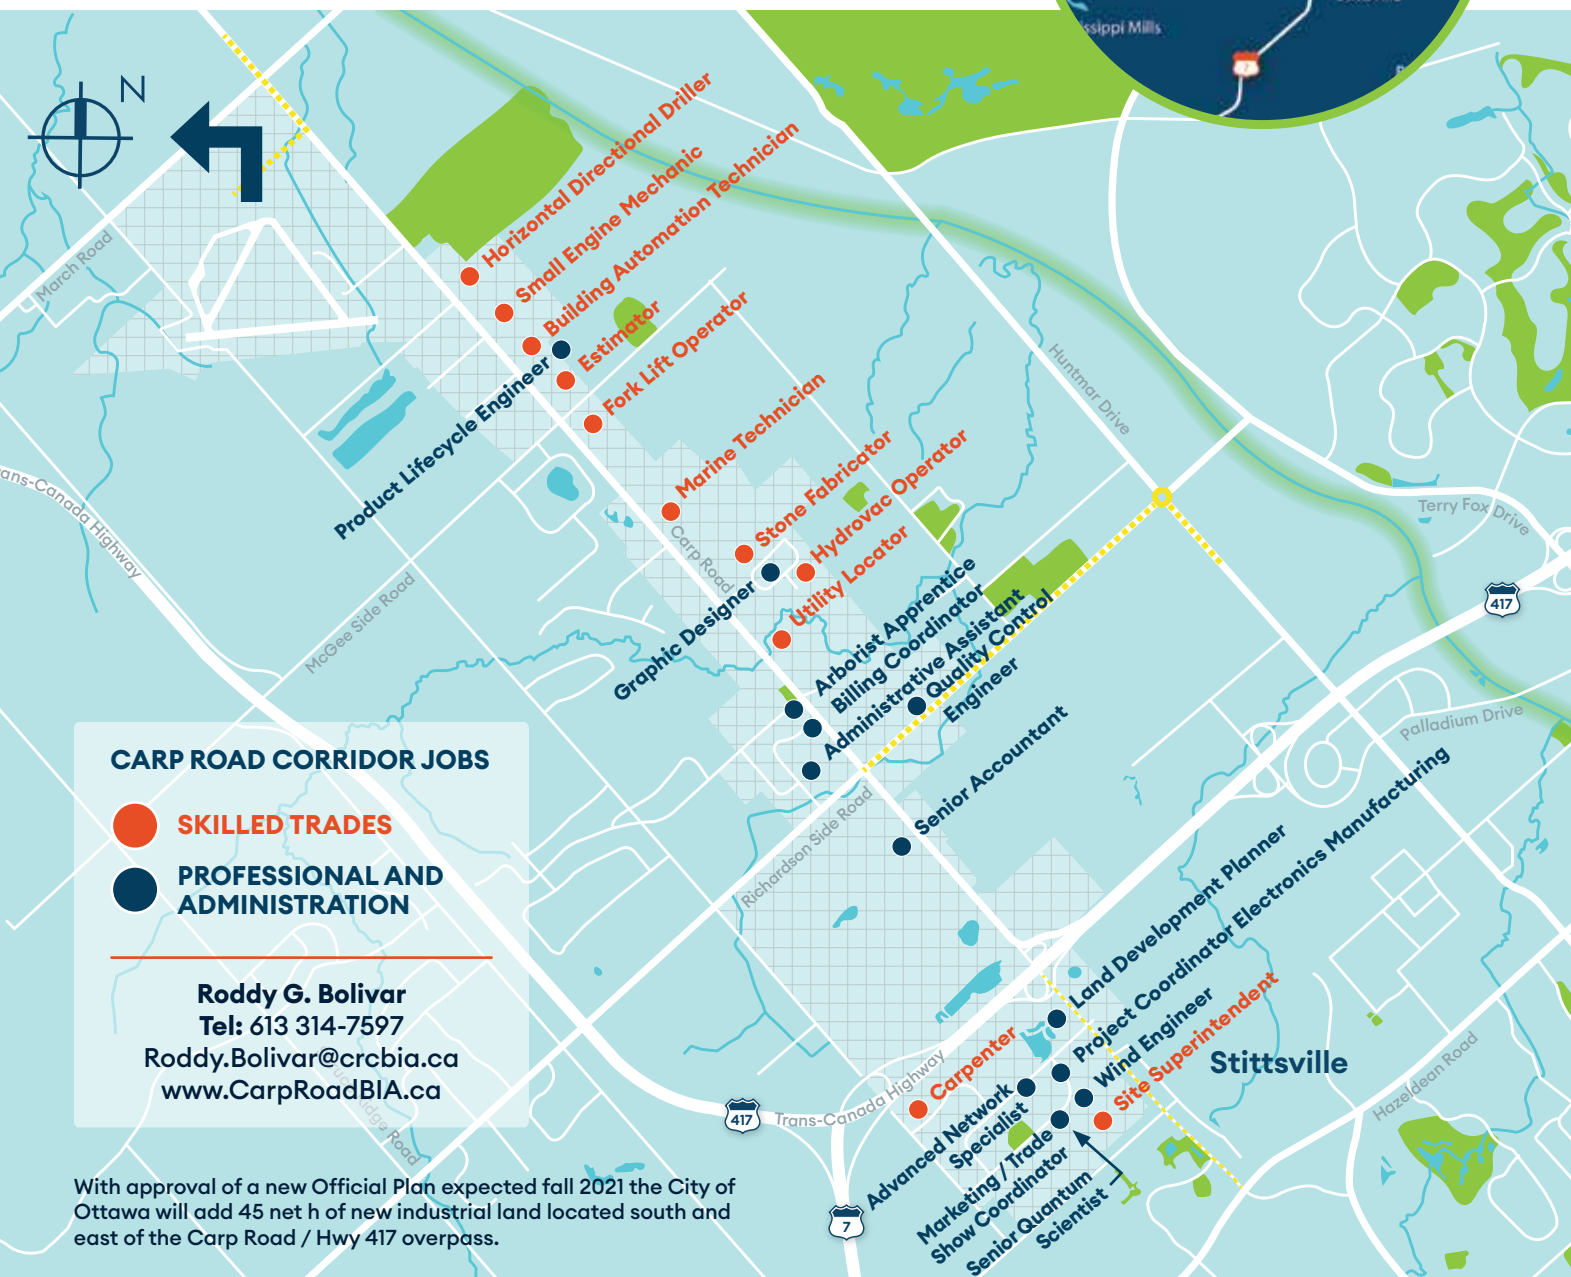 ssippi Mills
N
Horizontal Directional Driller
Small Engine Mechanic
Building Automation Technician
March Road
Estimator
Fork Lift Operator
Product Lifecycle Engineer
Huntmar Drive
Marine Technician
Stone Fabricator
Hydrovac Operator
ans-Canada Highway
Terry Fox Drive
Carp Road
Utility Locator
417
McGee Side Road
Graphic Designer
Arborist Apprentice
Billing Coordinator
Administrative Assistant
Quality Control
Engineer
Palladium Drive
Senior Accountant
Richardson Side Road
CARP ROAD CORRIDOR JOBS
SKILLED TRADES
PROFESSIONAL AND
ADMINISTRATION
Roddy G. Bolivar
Tel: 613 314-7597
Roddy.Bolivar@crcbia.ca
www.CarpRoadBIA.ca
Land Development Planner
Project Coordinator Electronics Manufacturing
Wind Engineer
Site Superintendent
Stittsville
Carpenter
Hazeldean Road
417
Trans-Canada Highway
Advanced Network
Specialist
Marketing / Trade
Show Coordinator
Senior Quantum
Scientist
7
Road
With approval of a new Official Plan expected fall 2021 the City of
Ottawa will add 45 net h of new industrial land located south and
east of the Carp Road / Hwy 417 overpass.